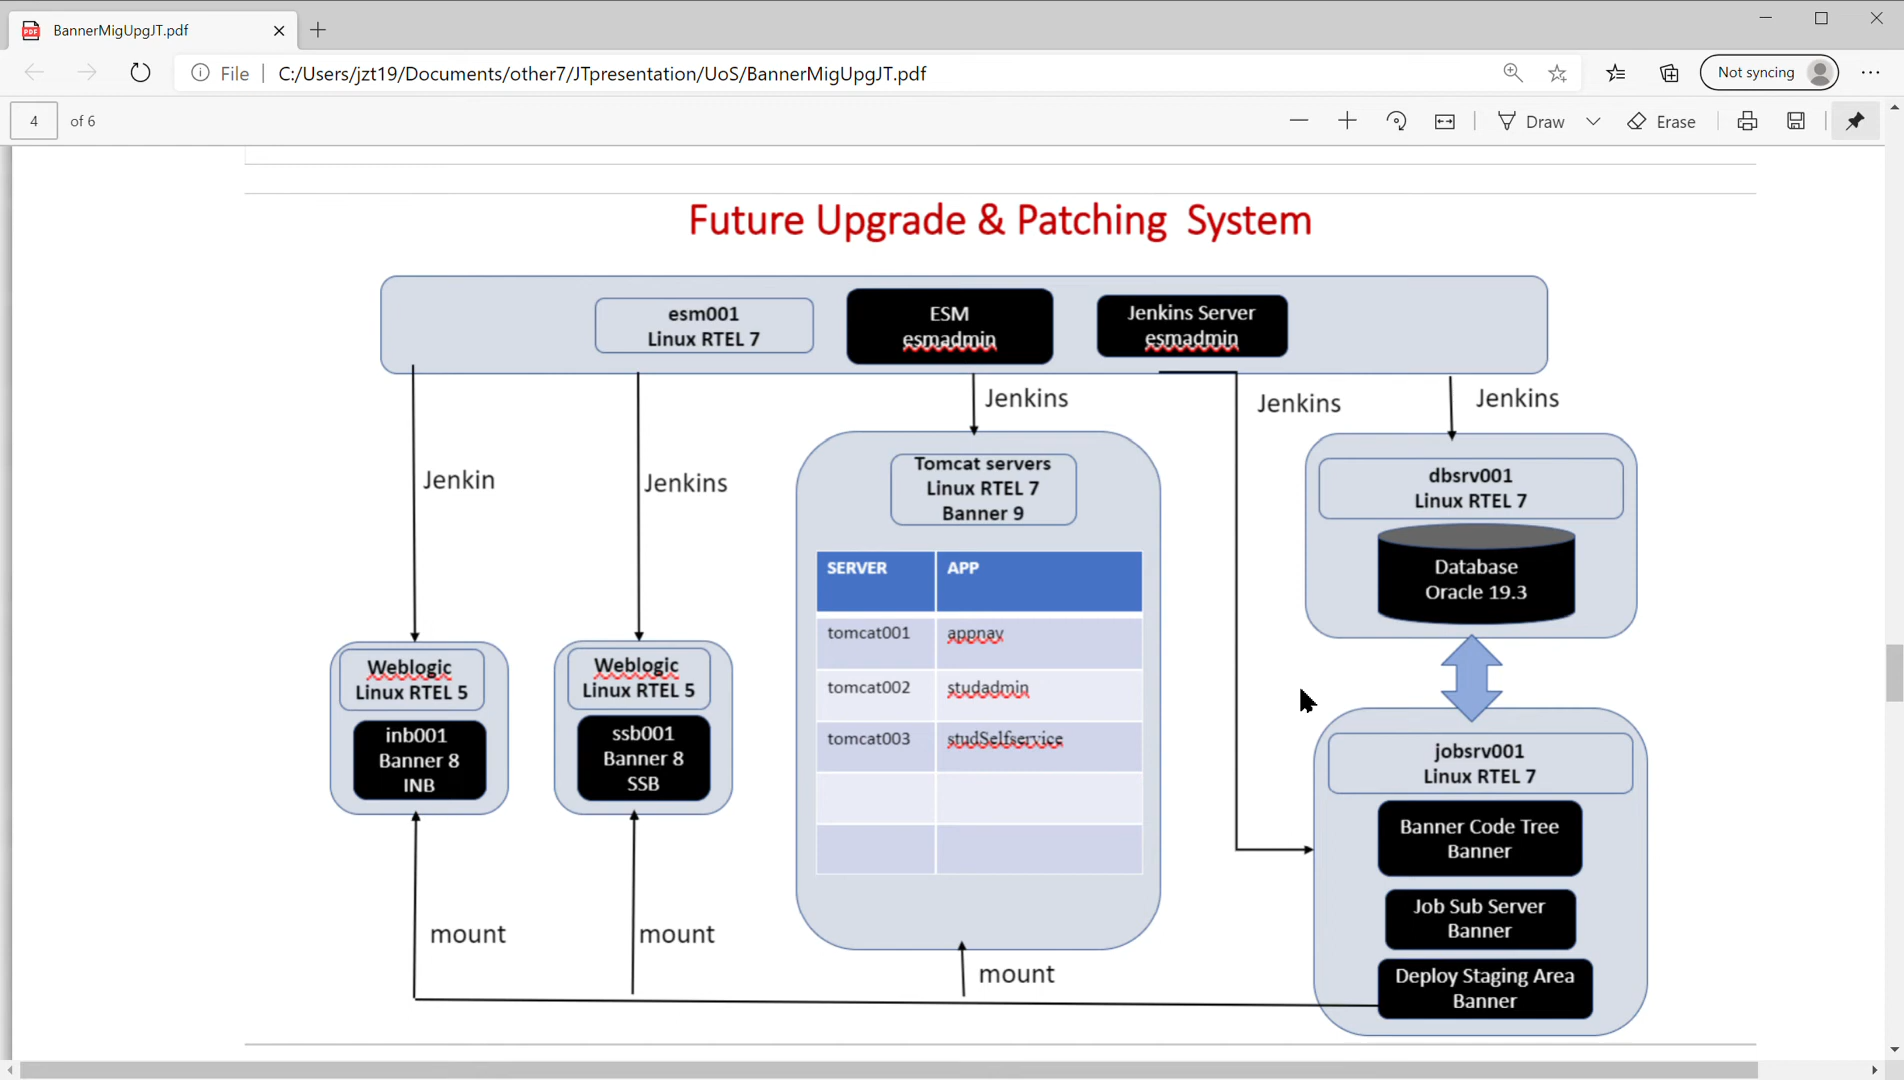 BannerMigUpgJT.pdf
File
C:/Users/jzt19/Documents/other7/JTpresentation/UoS/BannerMigUpgJT.pdf
Not syncing
4 of 6
Draw
Erase
Future Upgrade & Patching System
esm001
Linux RTEL 7
ESM
esmadmin
Jenkins Server
esmadmin
Jenkins
Jenkins
Jenkins
Jenkin
Jenkins
Tomcat servers
Linux RTEL 7
Banner 9
SERVER APP
tomcat001 appnav
tomcat002 studadmin
tomcat003 studSelfservice
dbsrv001
Linux RTEL 7
Database
Oracle 19.3
Weblogic
Linux RTEL 5
inb001
Banner 8
INB
Weblogic
Linux RTEL 5
ssb001
Banner 8
SSB
jobsrv001
Linux RTEL 7
Banner Code Tree
Banner
Job Sub Server
Banner
Deploy Staging Area
Banner
mount
mount
mount